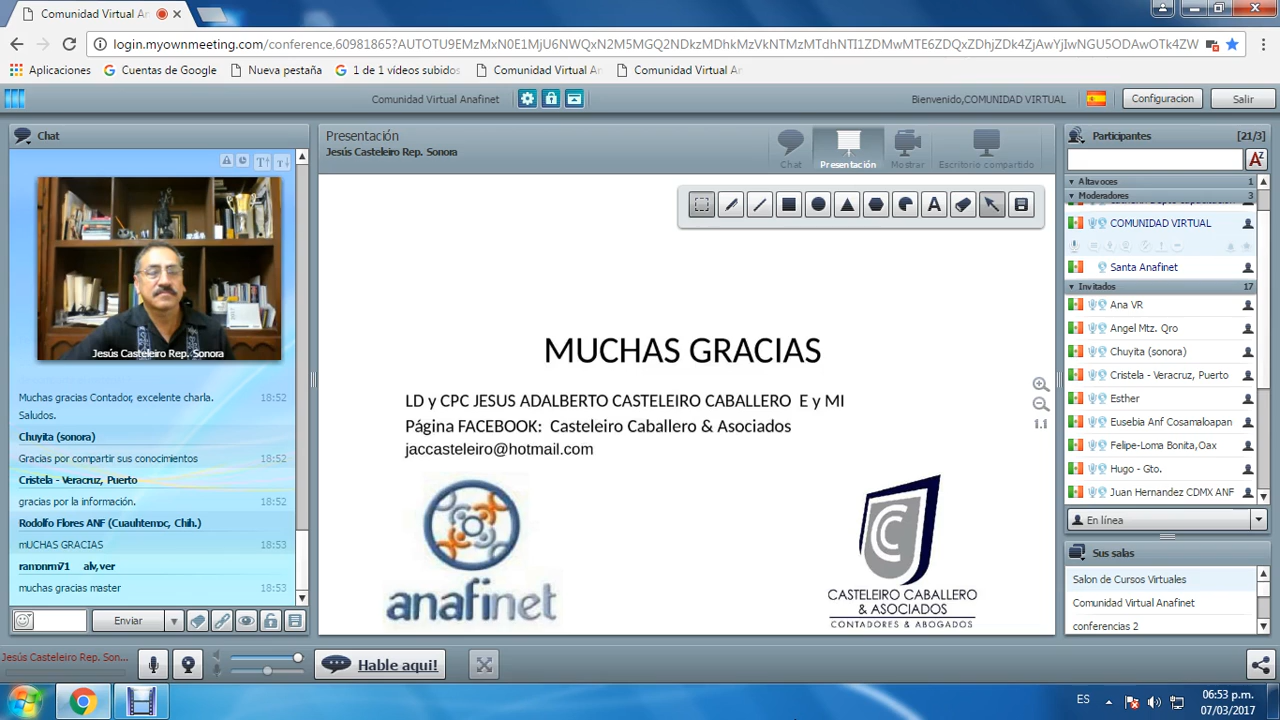 Comunidad Virtual An
login.myownmeeting.com/conference,60981865?
Aplicaciones
Cuentas de Google
Nueva pestaña
1 de 1 vídeos subidos
Comunidad Virtual An
Comunidad Virtual An
Comunidad Virtual Anafinet
Bienvenido,COMUNIDAD VIRTUAL
Configuracion
Salir
Chat
Jesús Casteleiro Rep. Sonora
Muchas gracias Contador, excelente charla. 18:52
Saludos.
Chuyita (sonora)
Gracias por compartir sus conocimientos 18:52
Cristela - Veracruz, Puerto
gracias por la información. 18:52
Rodolfo Flores ANF (Cuauhtemoc, Chih.)
mUCHAS GRACIAS 18:53
ramonrm71 alv,ver
muchas gracias master 18:53
Enviar
Presentación
Jesús Casteleiro Rep. Sonora
Chat
Presentación
Mostrar
Escritorio compartido
A
MUCHAS GRACIAS
LD y CPC JESUS ADALBERTO CASTELEIRO CABALLERO E y MI
Página FACEBOOK: Casteleiro Caballero & Asociados
jaccasteleiro@hotmail.com
anafinet
CASTELEIRO CABALLERO
& ASOCIADOS
CONTADORES & ABOGADOS
1.1
Participantes [21/3]
Altavoces 1
Moderadores 3
COMUNIDAD VIRTUAL
Santa Anafinet
Invitados 17
Ana VR
Angel Mtz. Qro
Chuyita (sonora)
Cristela - Veracruz, Puerto
Esther
Eusebia Anf Cosamaloapan
Felipe-Loma Bonita,Oax
Hugo - Gto.
Juan Hernandez CDMX ANF
En línea
Sus salas
Salon de Cursos Virtuales
Comunidad Virtual Anafinet
conferencias 2
Jesús Casteleiro Rep. Son...
Hable aqui!
ES
06:53 p.m.
07/03/2017